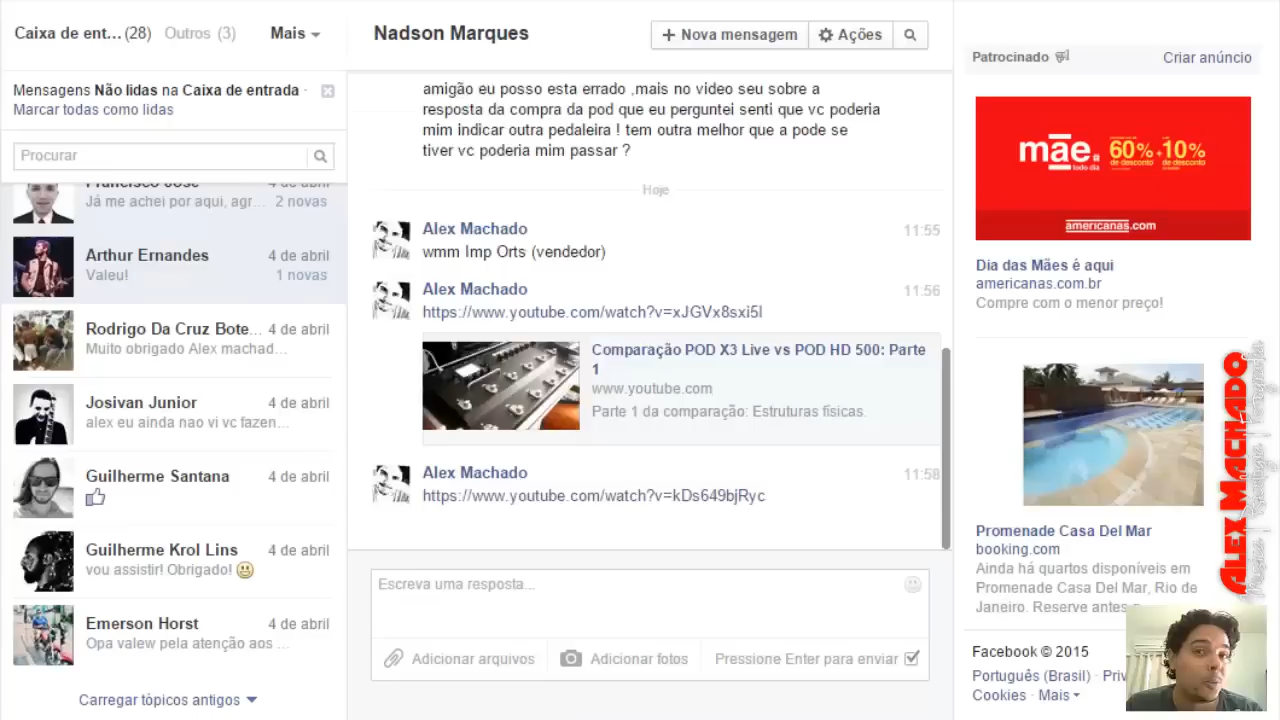 Caixa de ent... (28) Outros (3) Mais
Mensagens Não lidas na Caixa de entrada ·
Marcar todas como lidas
Procurar
Francisco José
Já me achei por aqui, agr... 2 novas
Arthur Ernandes 4 de abril
Valeu! 1 novas
Rodrigo Da Cruz Bote... 4 de abril
Muito obrigado Alex machad...
Josivan Junior 4 de abril
alex eu ainda nao vi vc fazen...
Guilherme Santana 4 de abril
Guilherme Krol Lins 4 de abril
vou assistir! Obrigado!
Emerson Horst 4 de abril
Opa valew pela atenção aos ...
Carregar tópicos antigos
Nadson Marques
Nova mensagem Ações
amigão eu posso esta errado ,mais no video seu sobre a
resposta da compra da pod que eu perguntei senti que vc poderia
mim indicar outra pedaleira ! tem outra melhor que a pode se
tiver vc poderia mim passar ?
Hoje
Alex Machado 11:55
wmm Imp Orts (vendedor)
Alex Machado 11:56
https://www.youtube.com/watch?v=xJGVx8sxi5I
Comparação POD X3 Live vs POD HD 500: Parte
1
www.youtube.com
Parte 1 da comparação: Estruturas físicas.
Alex Machado 11:58
https://www.youtube.com/watch?v=kDs649bjRyc
Escreva uma resposta...
Adicionar arquivos Adicionar fotos Pressione Enter para enviar
Patrocinado Criar anúncio
mãe todo dia 60% de desconto +10% de desconto
americanas.com
Dia das Mães é aqui
americanas.com.br
Compre com o menor preço!
Promenade Casa Del Mar
booking.com
Ainda há quartos disponíveis em
Promenade Casa Del Mar, Rio de
Janeiro. Reserve antes
Facebook © 2015
Português (Brasil) · Priv
Cookies · Mais
ALEX MACHADO
Música | Psicologia | Fotografia